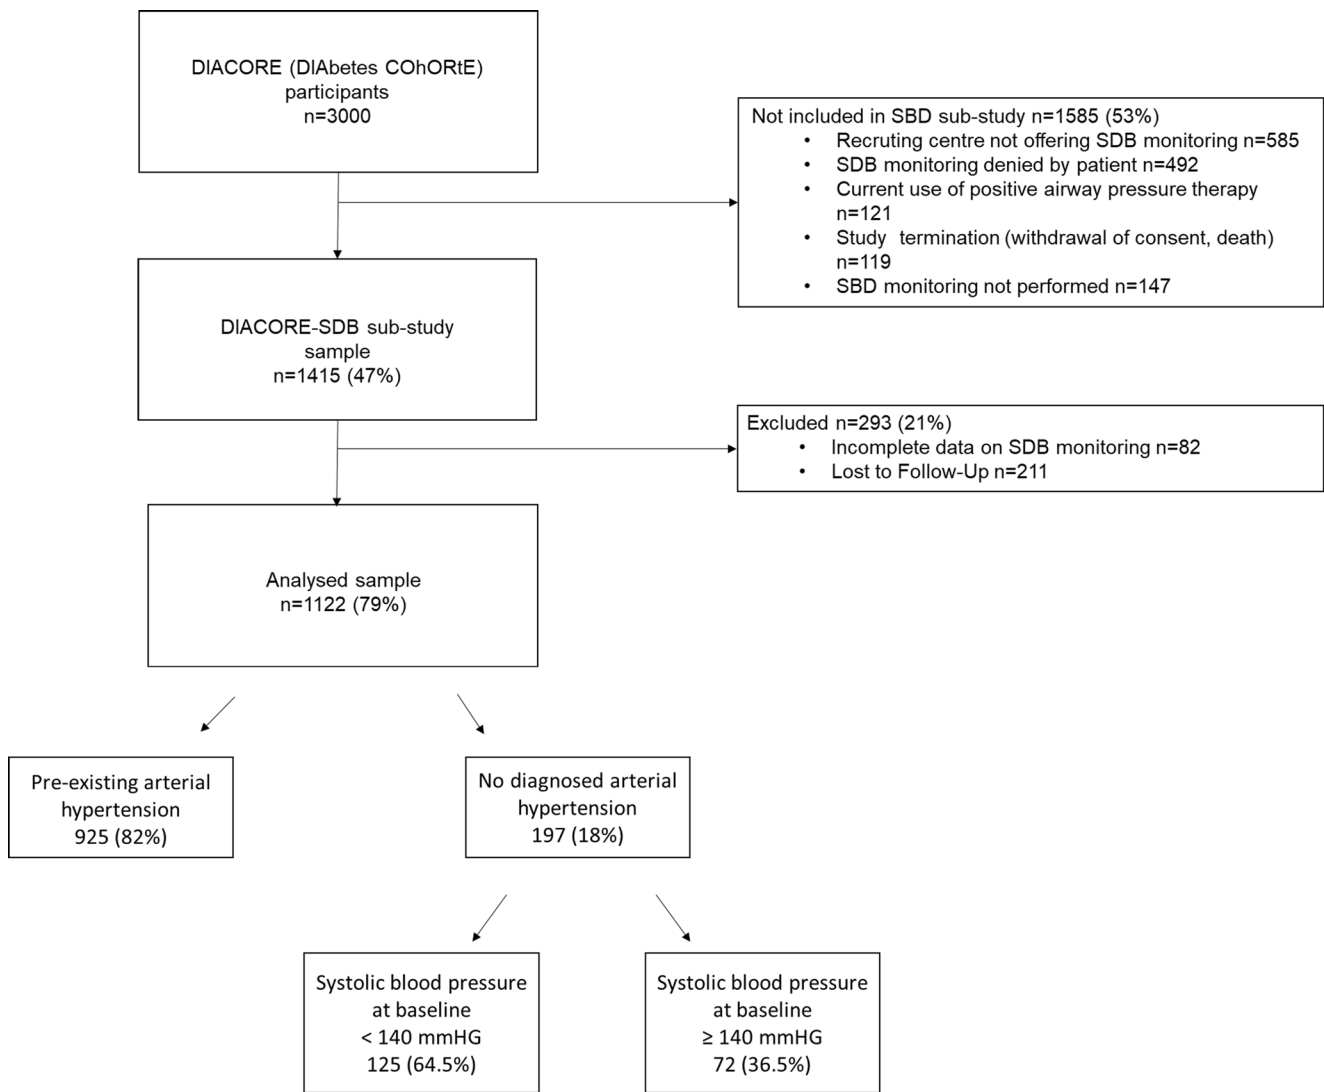 DIACORE (DIAbetes COhORtE)
participants
n=3000
Not included in SBD sub-study n=1585 (53%)
• Recruting centre not offering SDB monitoring n=585
• SDB monitoring denied by patient n=492
• Current use of positive airway pressure therapy
n=121
• Study termination (withdrawal of consent, death)
n=119
• SBD monitoring not performed n=147
DIACORE-SDB sub-study
sample
n=1415 (47%)
Excluded n=293 (21%)
• Incomplete data on SDB monitoring n=82
• Lost to Follow-Up n=211
Analysed sample
n=1122 (79%)
Pre-existing arterial
hypertension
925 (82%)
No diagnosed arterial
hypertension
197 (18%)
Systolic blood pressure
at baseline
< 140 mmHG
125 (64.5%)
Systolic blood pressure
at baseline
≥ 140 mmHG
72 (36.5%)